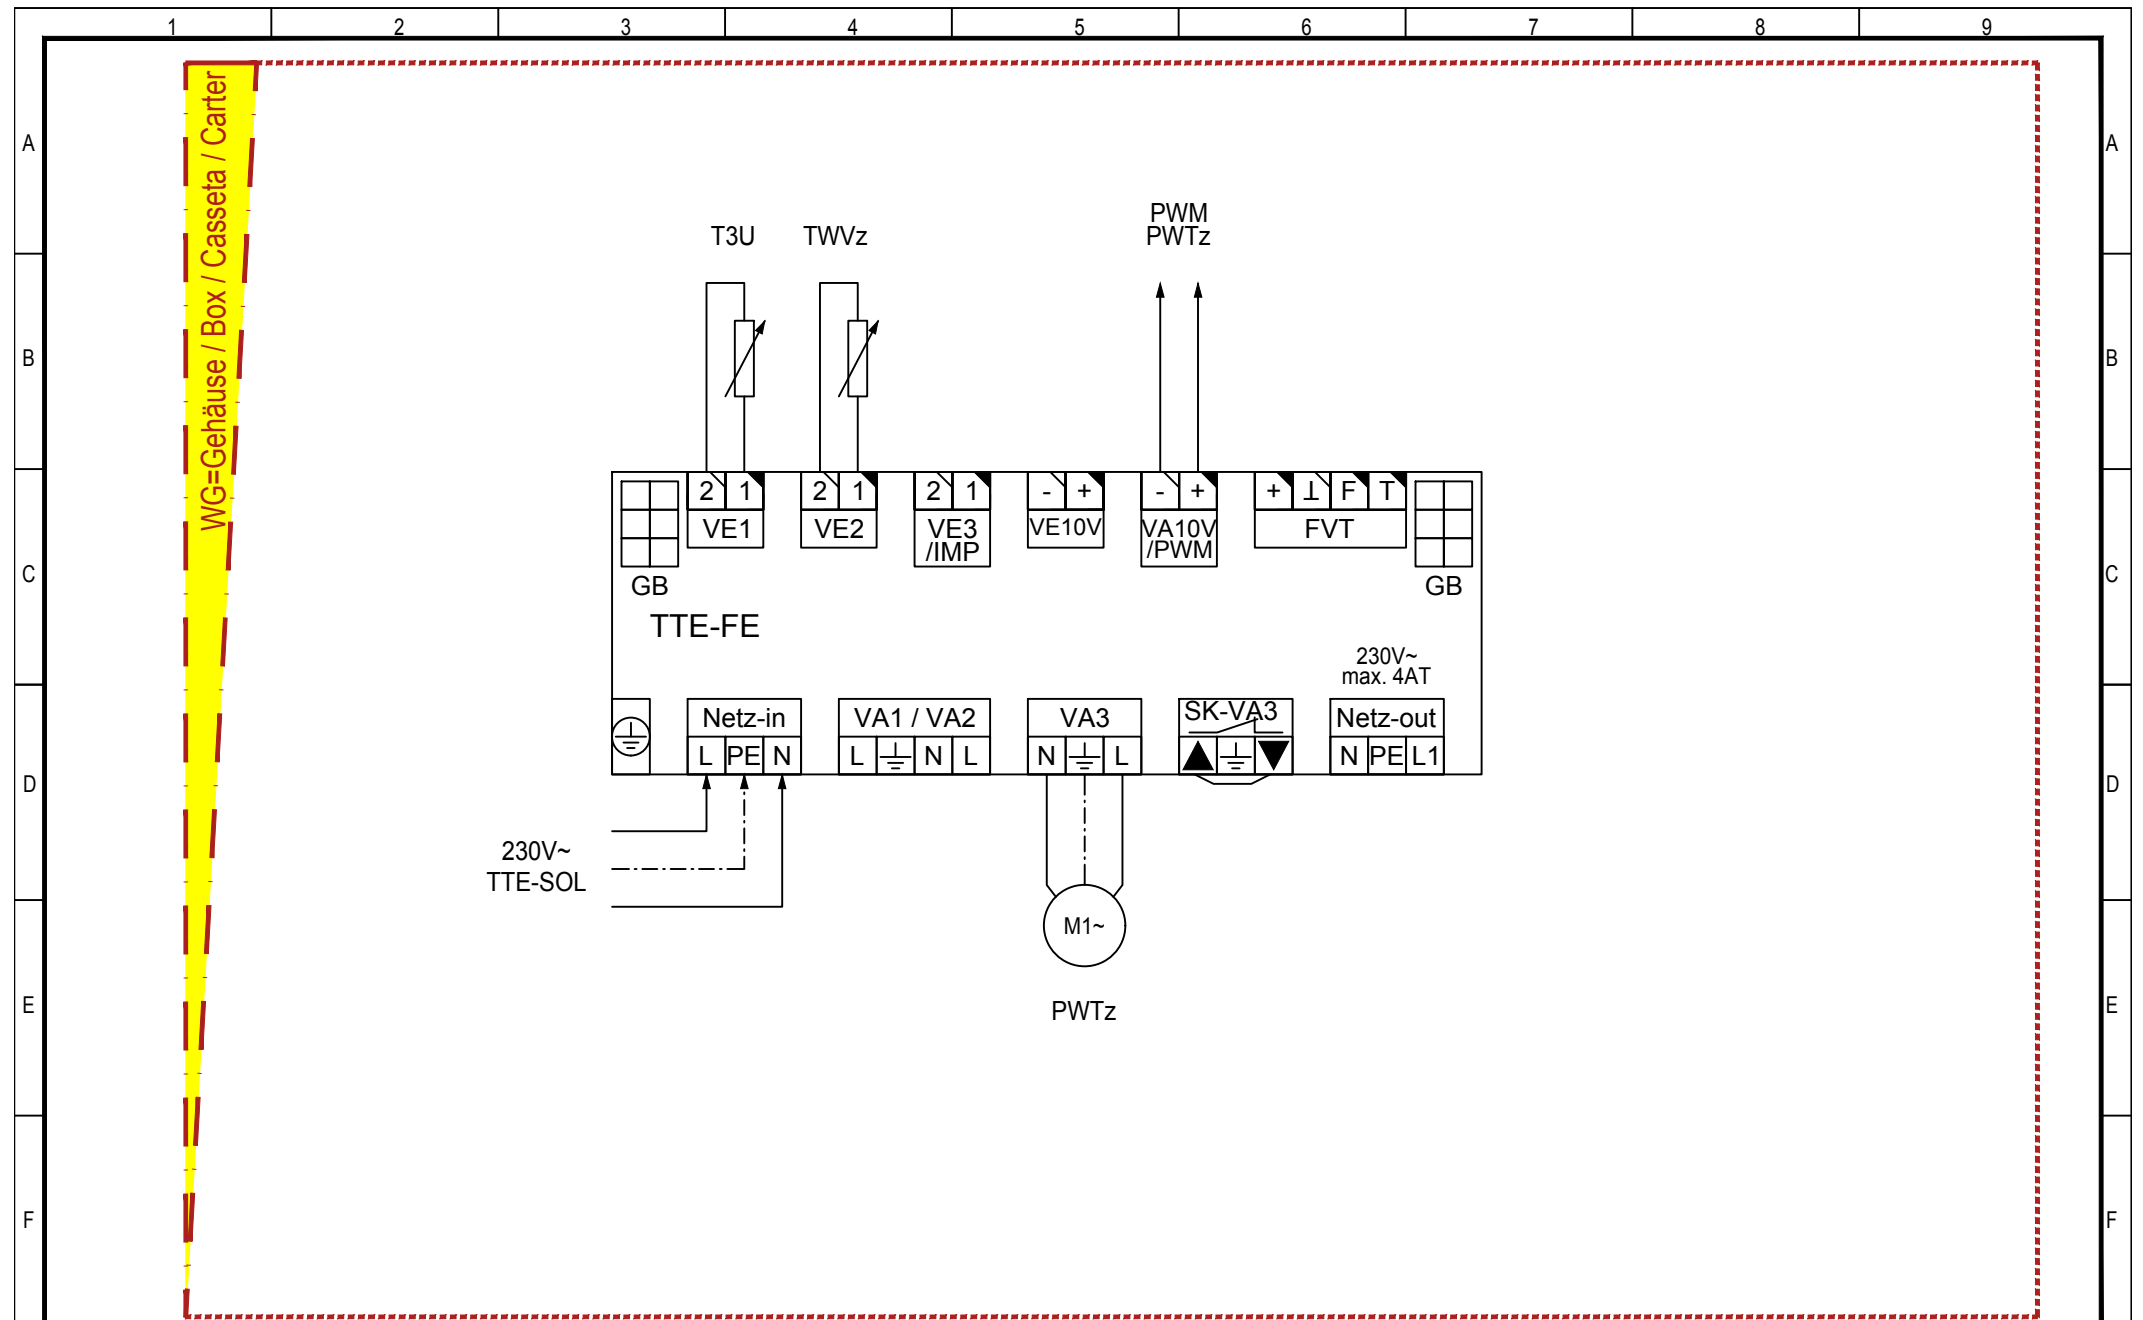 1 2 3 4 5 6 7 8 9
A A
WG=Gehäuse / Box / Casseta / Carter
PWM
T3U TWVz PWTz
B B
2 1 2 1 2 1 - + - + + ⊥ F T
VE1 VE2 VE3 VE10V VA10V FVT
/IMP /PWM
C C
GB GB
TTE-FE
230V~
max. 4AT
Netz-in VA1 / VA2 VA3 SK-VA3 Netz-out
L PE N L N L N L N PE L1
D D
230V~
TTE-SOL
M1~
E E
PWTz
F F